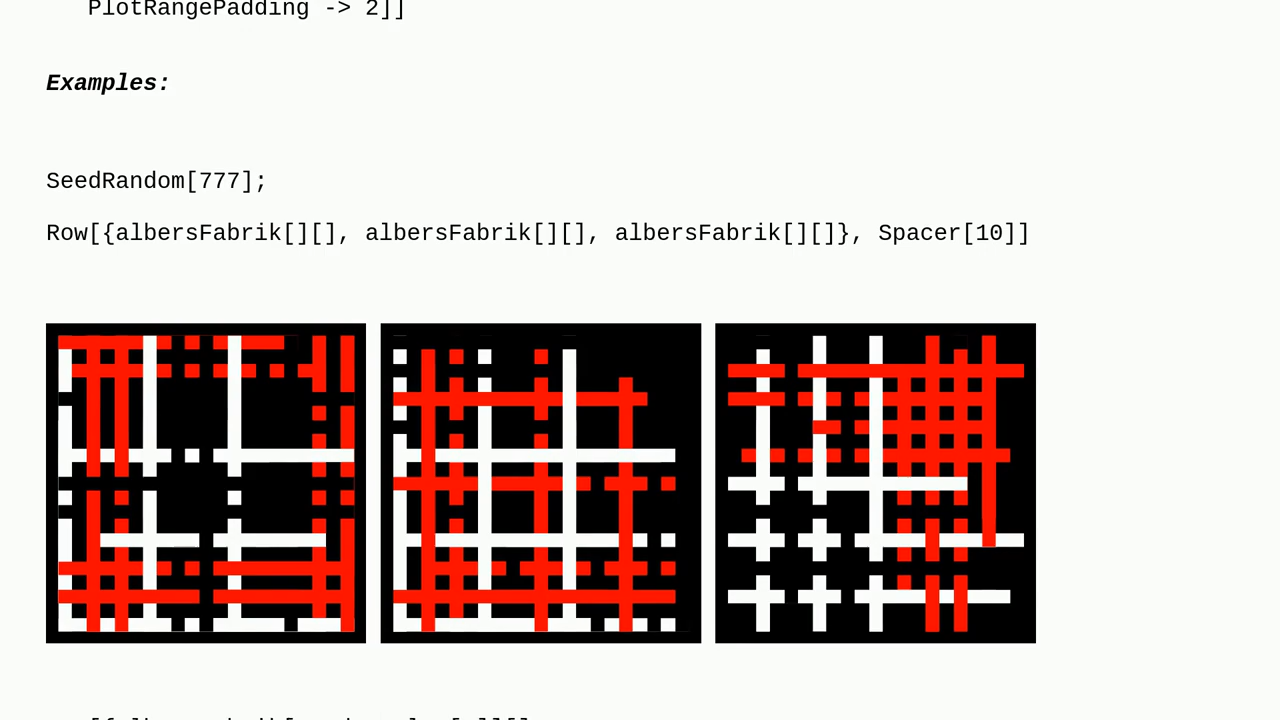 PlotRangePadding -> 2]]
Examples:
SeedRandom[777];
Row[{albersFabrik[][], albersFabrik[][], albersFabrik[][]}, Spacer[10]]